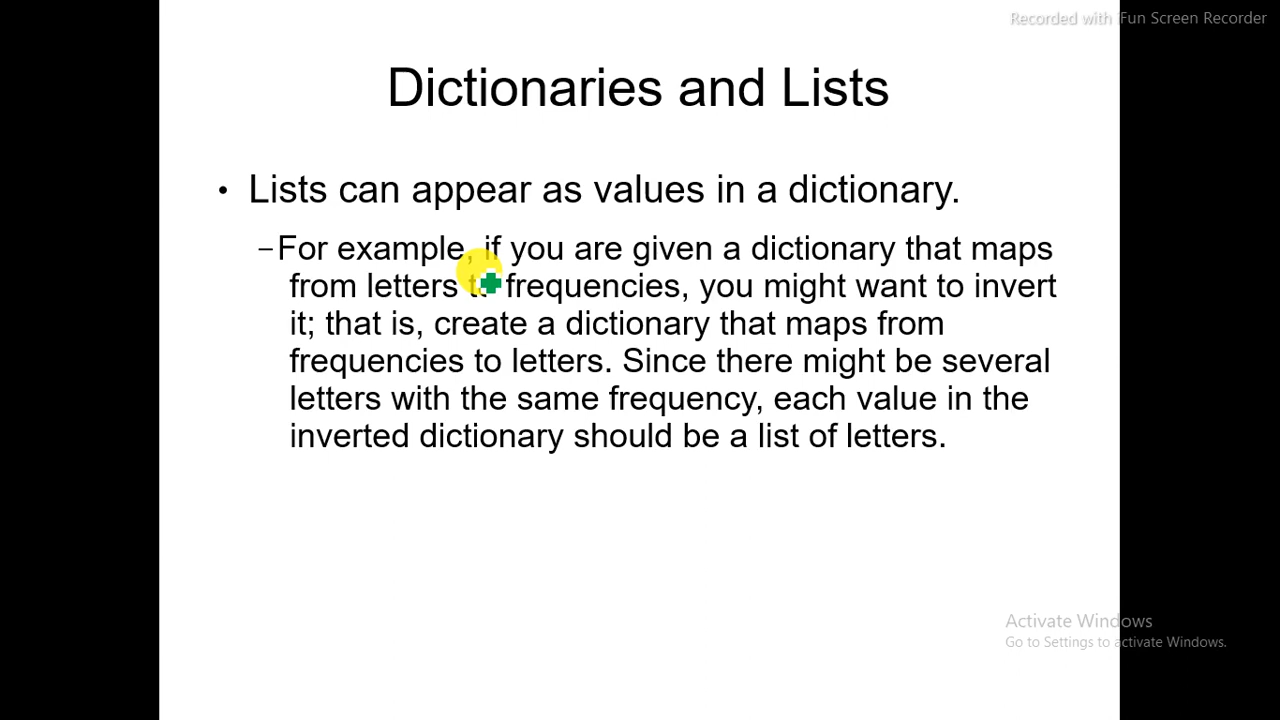 Recorded with iFun Screen Recorder
Dictionaries and Lists
• Lists can appear as values in a dictionary.
–For example, if you are given a dictionary that maps
from letters to frequencies, you might want to invert
it; that is, create a dictionary that maps from
frequencies to letters. Since there might be several
letters with the same frequency, each value in the
inverted dictionary should be a list of letters.
Activate Windows
Go to Settings to activate Windows.